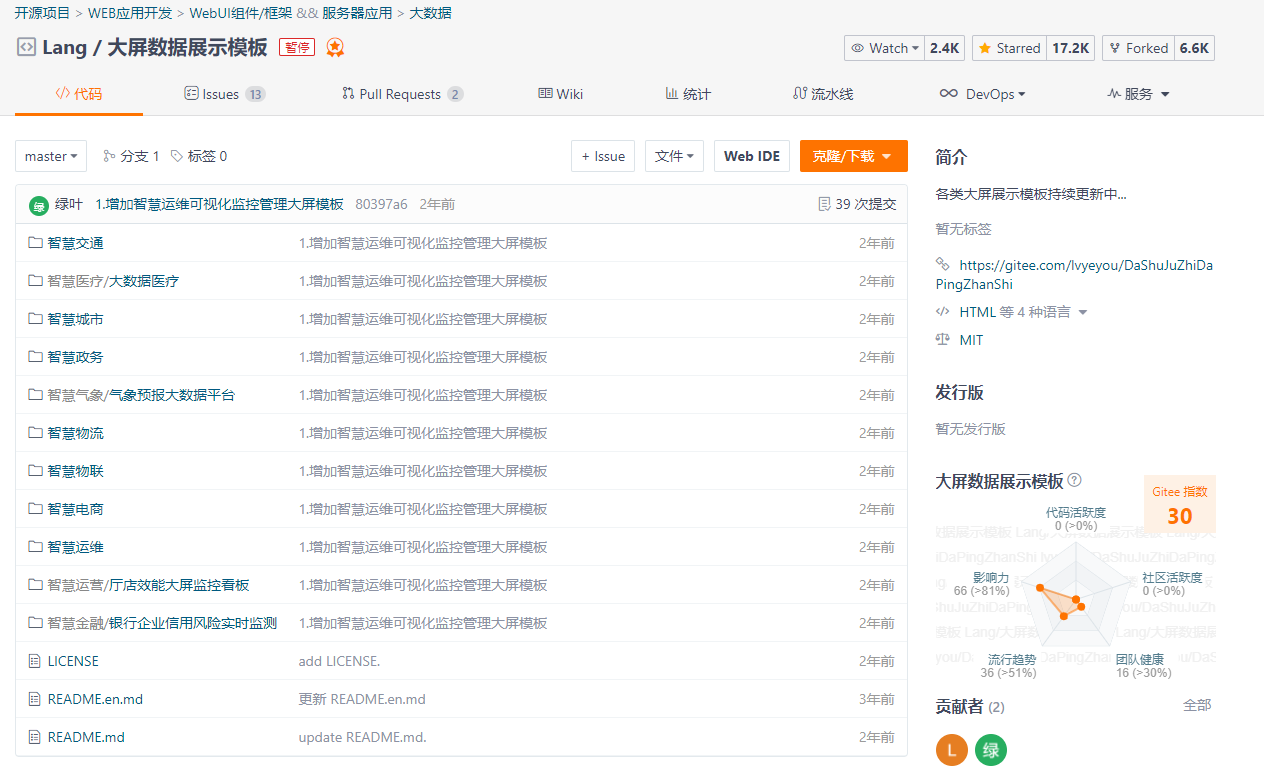 开源项目 > WEB应用开发 > WebUI组件/框架 && 服务器应用 > 大数据
Lang / 大屏数据展示模板 暂停
Watch 2.4K Starred 17.2K Forked 6.6K
代码 Issues 13 Pull Requests 2 Wiki 统计 流水线 DevOps 服务
master 分支 1 标签 0 + Issue 文件 Web IDE 克隆/下载
绿 绿叶 1.增加智慧运维可视化监控管理大屏模板 80397a6 2年前 39 次提交
智慧交通 1.增加智慧运维可视化监控管理大屏模板 2年前
智慧医疗/大数据医疗 1.增加智慧运维可视化监控管理大屏模板 2年前
智慧城市 1.增加智慧运维可视化监控管理大屏模板 2年前
智慧政务 1.增加智慧运维可视化监控管理大屏模板 2年前
智慧气象/气象预报大数据平台 1.增加智慧运维可视化监控管理大屏模板 2年前
智慧物流 1.增加智慧运维可视化监控管理大屏模板 2年前
智慧物联 1.增加智慧运维可视化监控管理大屏模板 2年前
智慧电商 1.增加智慧运维可视化监控管理大屏模板 2年前
智慧运维 1.增加智慧运维可视化监控管理大屏模板 2年前
智慧运营/厅店效能大屏监控看板 1.增加智慧运维可视化监控管理大屏模板 2年前
智慧金融/银行企业信用风险实时监测 1.增加智慧运维可视化监控管理大屏模板 2年前
LICENSE add LICENSE. 2年前
README.en.md 更新 README.en.md 3年前
README.md update README.md. 2年前
简介
各类大屏展示模板持续更新中...
暂无标签
https://gitee.com/lvyeyou/DaShuJuZhiDa
PingZhanShi
HTML 等 4 种语言
MIT
发行版
暂无发行版
大屏数据展示模板
Gitee 指数
30
代码活跃度
0 (>0%)
影响力
66 (>81%)
社区活跃度
0 (>0%)
流行趋势
36 (>51%)
团队健康
16 (>30%)
贡献者 (2) 全部
L 绿